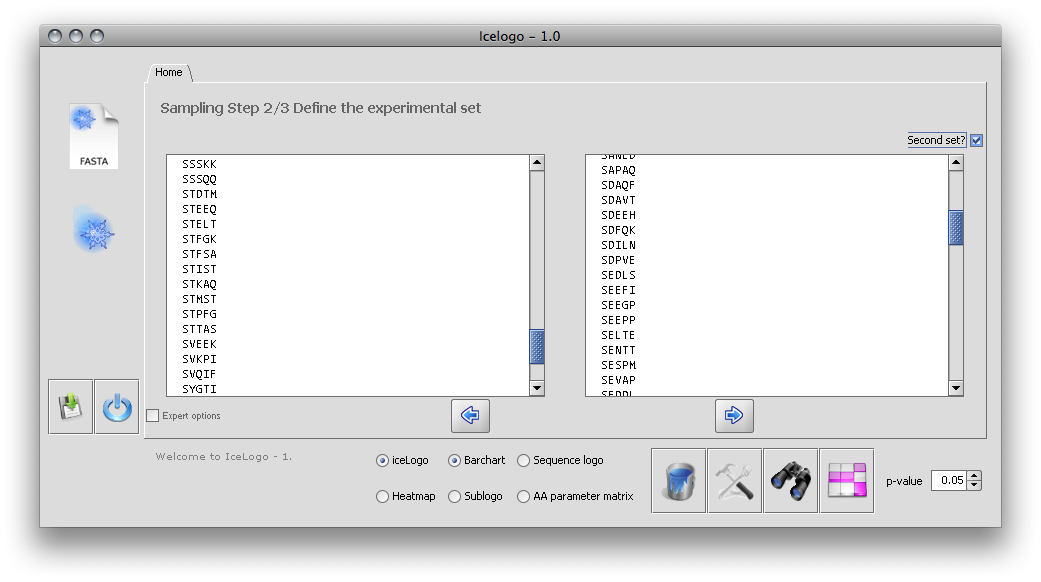 Icelogo - 1.0
Home
Sampling Step 2/3 Define the experimental set
FASTA
Second set?
SSSKK
SSSQQ
STDTM
STEEQ
STELT
STFGK
STFSA
STIST
STKAQ
STMST
STPFG
STTAS
SVEEK
SVKPI
SVQIF
SYGTI
SAPAQ
SDAQF
SDAVT
SDEEH
SDFQK
SDILN
SDPVE
SEDLS
SEEFI
SEEGP
SEEPP
SELTE
SENTT
SESPM
SEVAP
Expert options
Welcome to IceLogo - 1.
iceLogo
Barchart
Sequence logo
Heatmap
Sublogo
AA parameter matrix
p-value
0.05